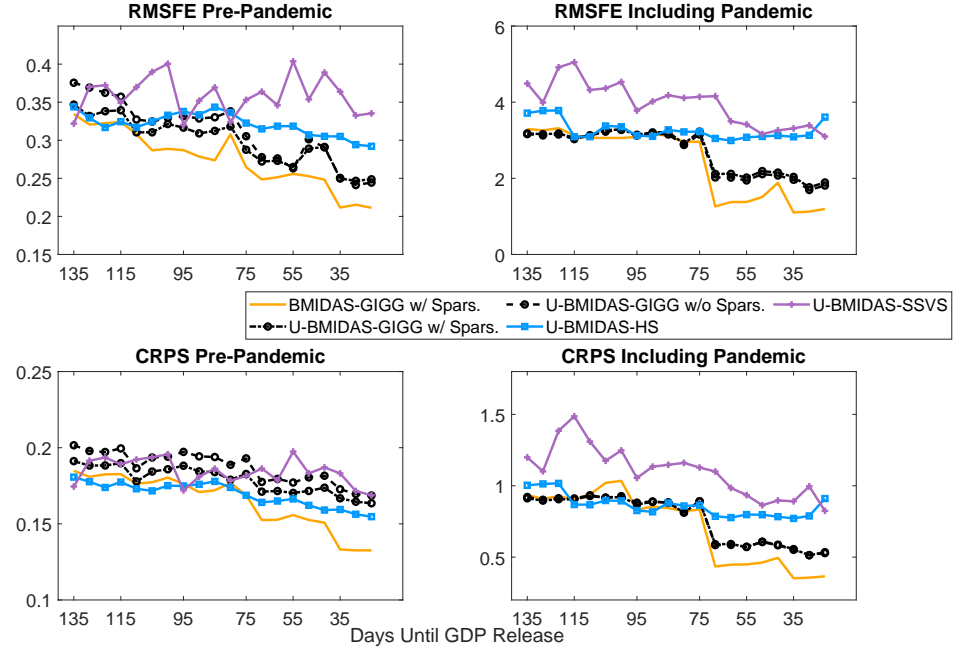 RMSFE Pre-Pandemic
0.4
0.35
0.3
0.25
0.2
0.15
135 115 95 75 55 35
RMSFE Including Pandemic
6
4
2
0
135 115 95 75 55 35
BMIDAS-GIGG w/ Spars. U-BMIDAS-GIGG w/o Spars. U-BMIDAS-SSVS
U-BMIDAS-GIGG w/ Spars. U-BMIDAS-HS
CRPS Pre-Pandemic
0.25
0.2
0.15
0.1
135 115 95 75 55 35
CRPS Including Pandemic
1.5
1
0.5
135 115 95 75 55 35
Days Until GDP Release